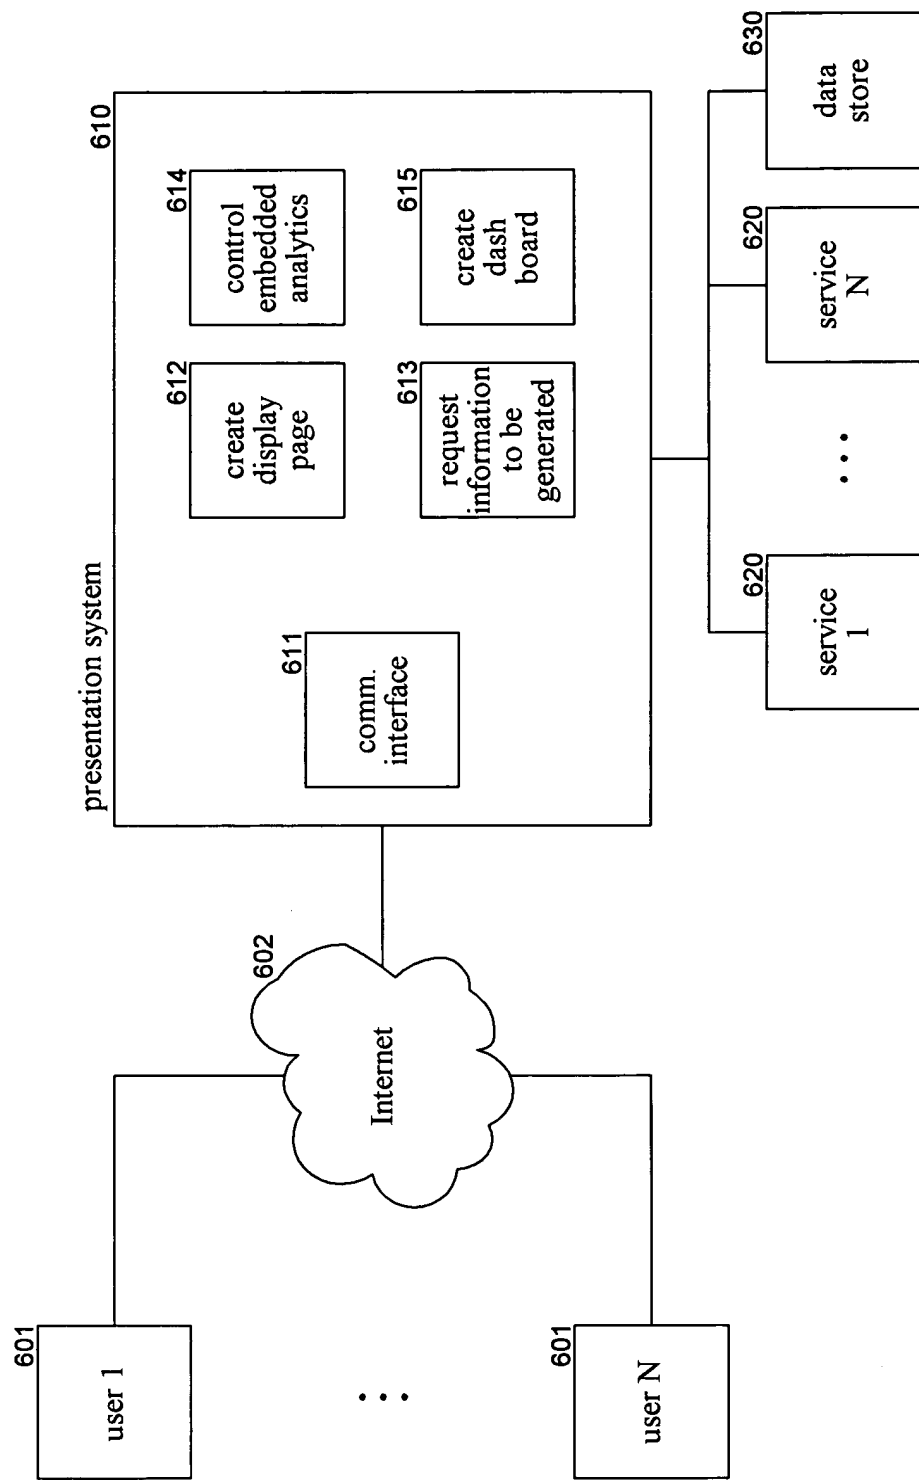 presentation system
610
601
user 1
. . .
601
user N
602
Internet
611
comm.
interface
612
create
display
page
614
control
embedded
analytics
613
request
information
to be
generated
615
create
dash
board
620
service
1
. . .
620
service
N
630
data
store